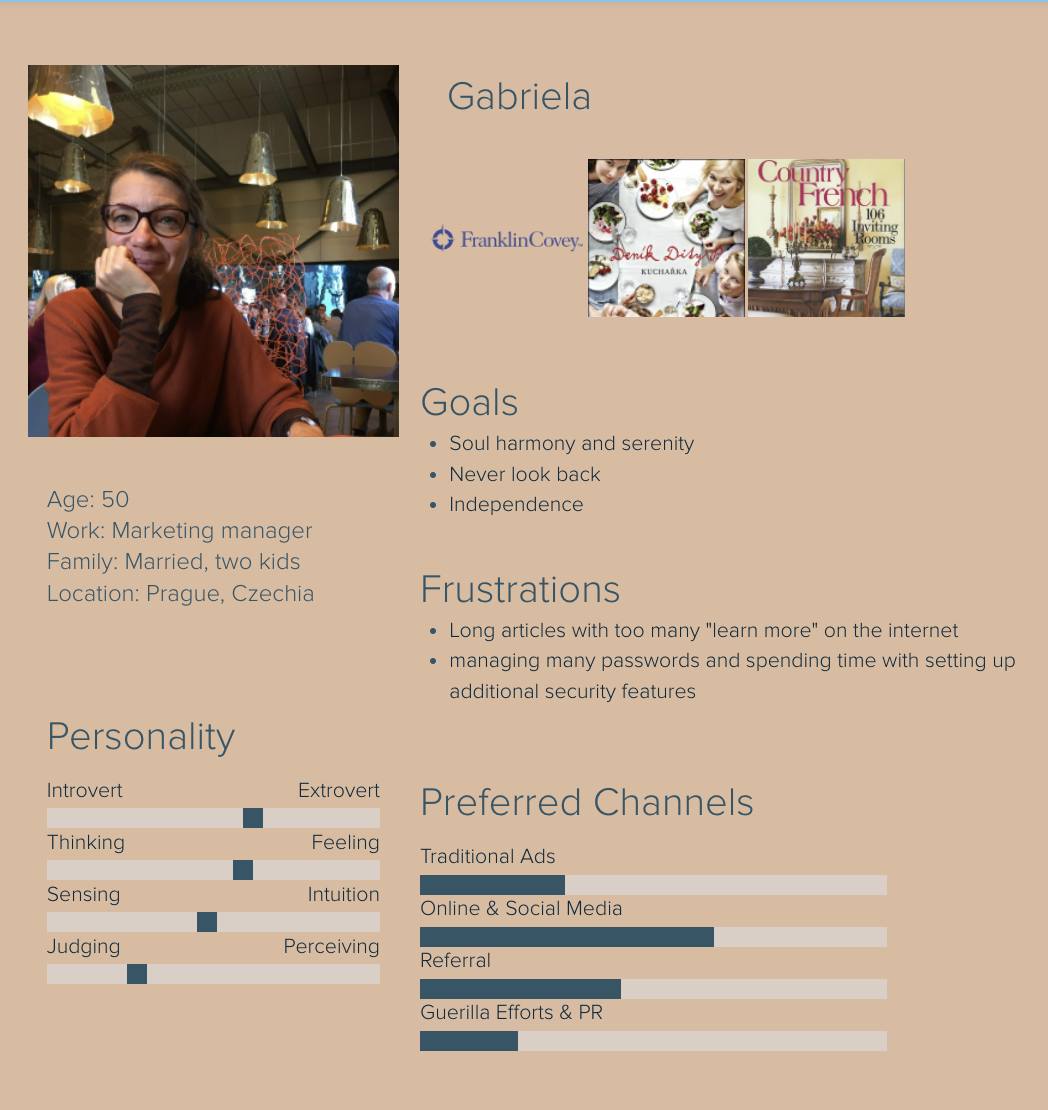 Gabriela
FranklinCovey
Deník Dity P.
KUCHAŘKA
Country
French
106
Inviting
Rooms
Age: 50
Work: Marketing manager
Family: Married, two kids
Location: Prague, Czechia
Goals
Soul harmony and serenity
Never look back
Independence
Frustrations
Long articles with too many "learn more" on the internet
managing many passwords and spending time with setting up
additional security features
Personality
Introvert Extrovert
Thinking Feeling
Sensing Intuition
Judging Perceiving
Preferred Channels
Traditional Ads
Online & Social Media
Referral
Guerilla Efforts & PR